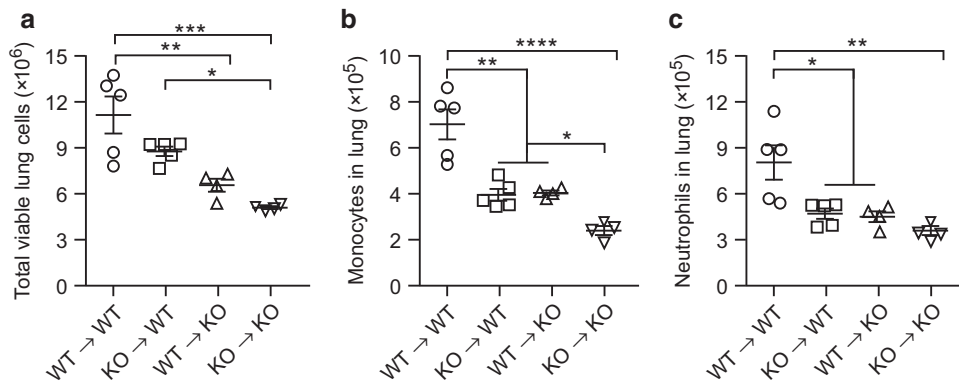 a
Total viable lung cells (×10⁶)
15
12
9
6
3
0
***
**
*
WT → WT
KO → WT
WT → KO
KO → KO
b
Monocytes in lung (×10⁵)
10
8
6
4
2
0
****
**
*
WT → WT
KO → WT
WT → KO
KO → KO
c
Neutrophils in lung (×10⁵)
15
12
9
6
3
0
**
*
WT → WT
KO → WT
WT → KO
KO → KO